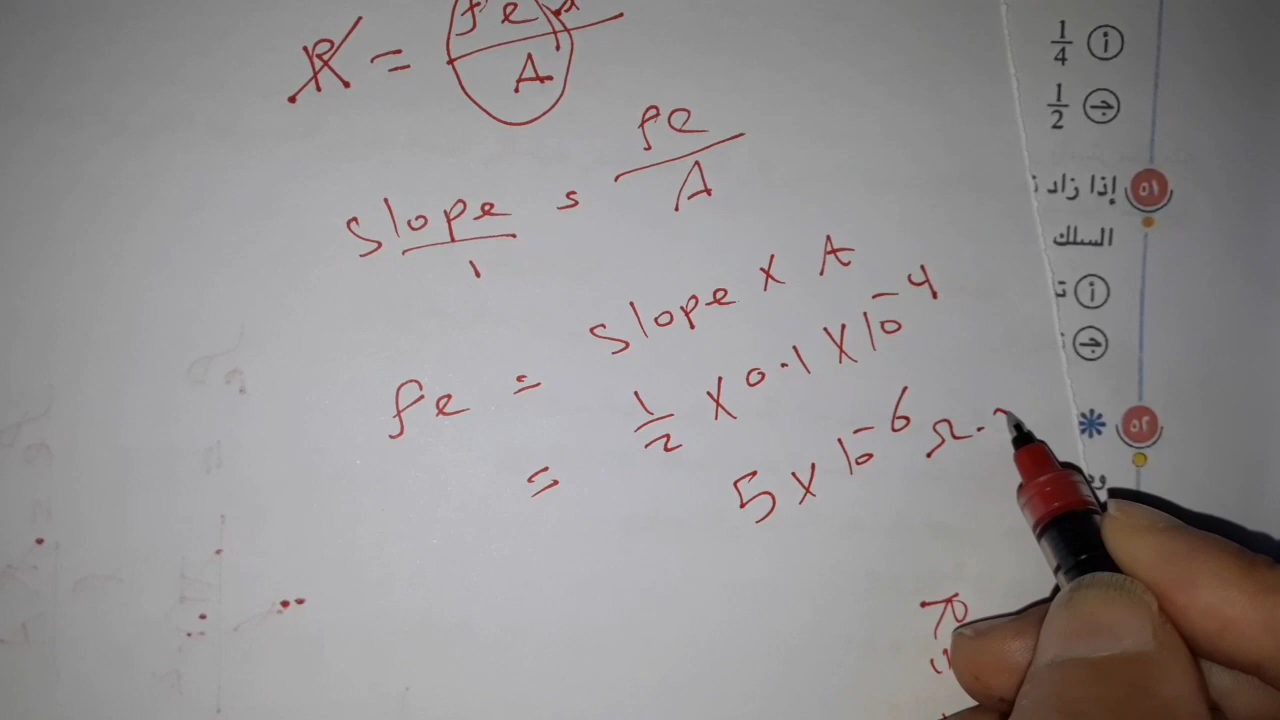 R = ρe / A
slope / 1 = ρe / A
ρe = slope × A
= 1/2 × 0.1 × 10⁻⁴
= 5 × 10⁻⁶ Ω.
1/4 أ
1/2 ج
٥١ إذا زاد
السلك
أ
ج
٥٢ *